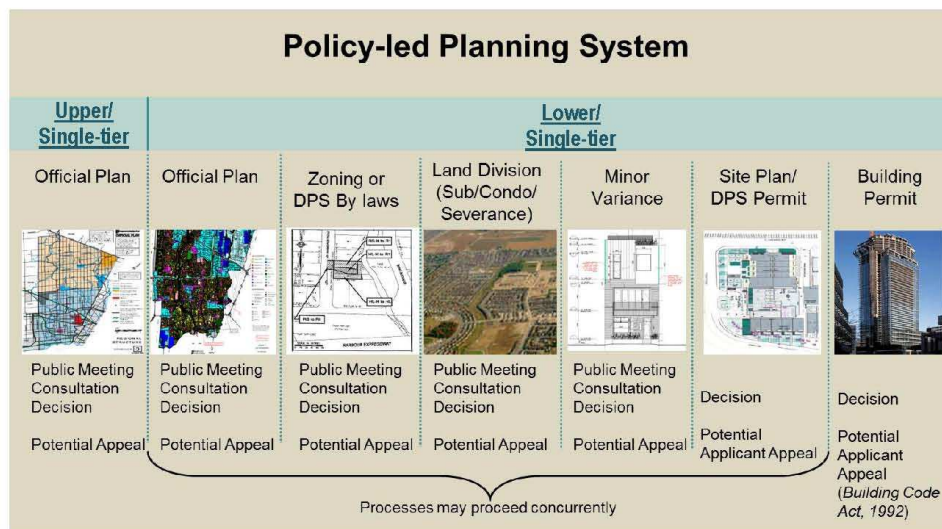 Policy-led Planning System
Upper/
Single-tier
Lower/
Single-tier
Official Plan
Official Plan
Zoning or
DPS By laws
Land Division
(Sub/Condo/
Severance)
Minor
Variance
Site Plan/
DPS Permit
Building
Permit
Public Meeting
Consultation
Decision
Potential Appeal
Public Meeting
Consultation
Decision
Potential Appeal
Public Meeting
Consultation
Decision
Potential Appeal
Public Meeting
Consultation
Decision
Potential Appeal
Public Meeting
Consultation
Decision
Potential Appeal
Decision
Potential
Applicant Appeal
Decision
Potential
Applicant
Appeal
(Building Code
Act, 1992)
Processes may proceed concurrently